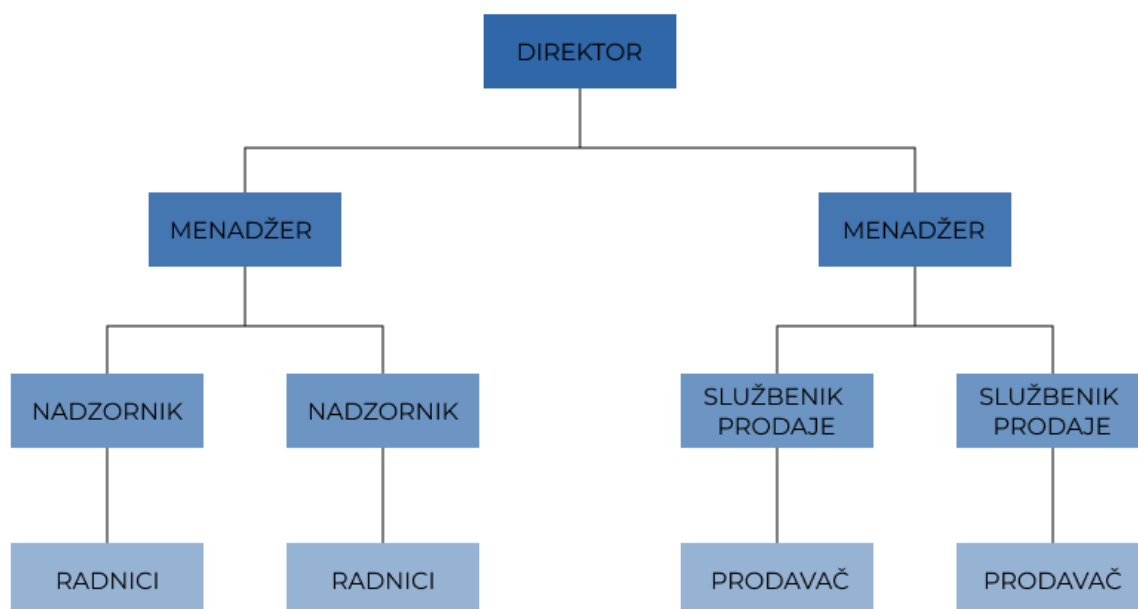 DIREKTOR
MENADŽER
MENADŽER
NADZORNIK
NADZORNIK
SLUŽBENIK
PRODAJE
SLUŽBENIK
PRODAJE
RADNICI
RADNICI
PRODAVAČ
PRODAVAČ